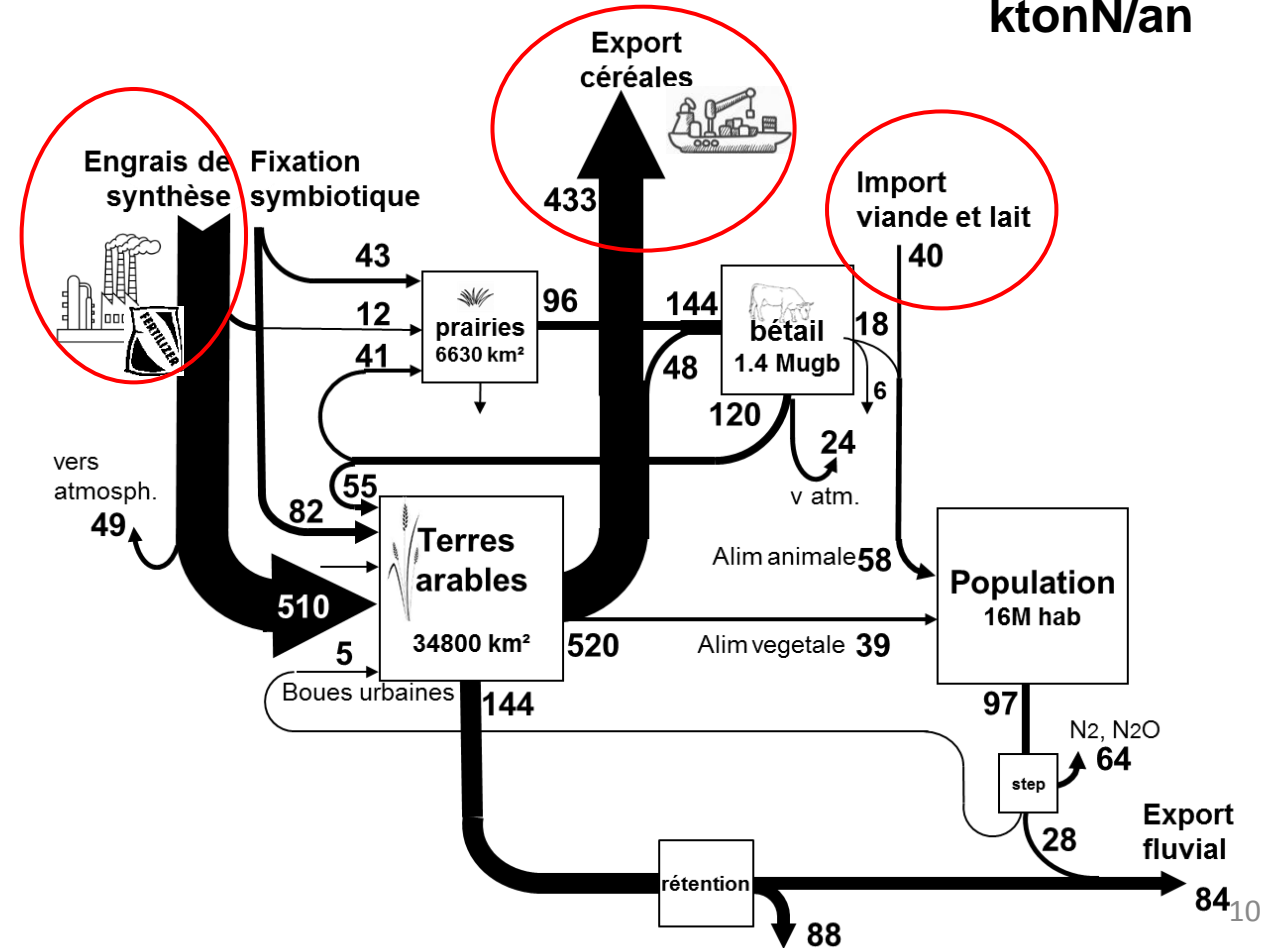 ktonN/an
Export
céréales
Engrais de
synthèse
Fixation
symbiotique
Import
viande et lait
433
40
43
12
41
prairies
6630 km²
96
144
48
bétail
1.4 Mugb
18
6
120
24
v atm.
FERTILIZER
vers
atmosph.
49
55
82
510
5
Boues urbaines
Terres
arables
34800 km²
520
144
Alim animale 58
Alim vegetale 39
Population
16M hab
97
N2, N2O
64
step
28
Export
fluvial
84
rétention
88
10